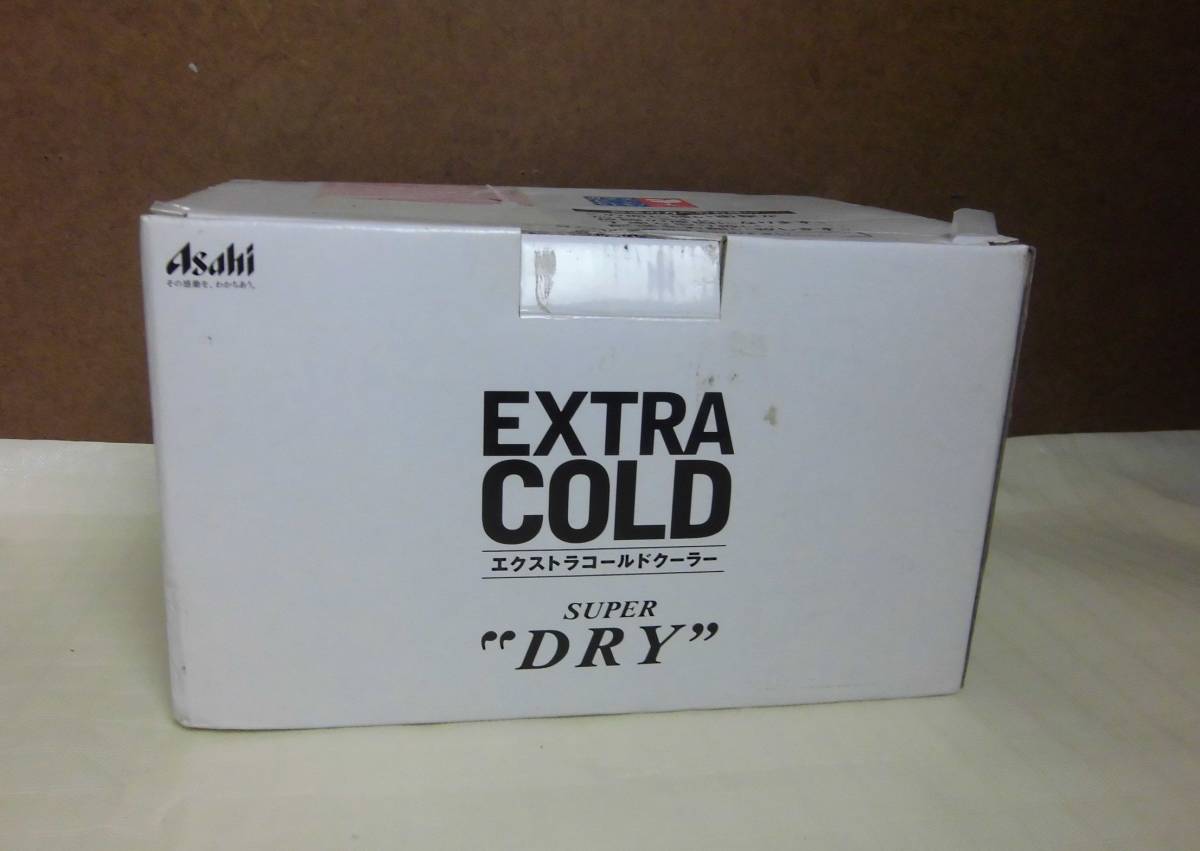 Asahi
その感動を、わかちあう。
EXTRA
COLD
エクストラコールドクーラー
SUPER
“DRY”